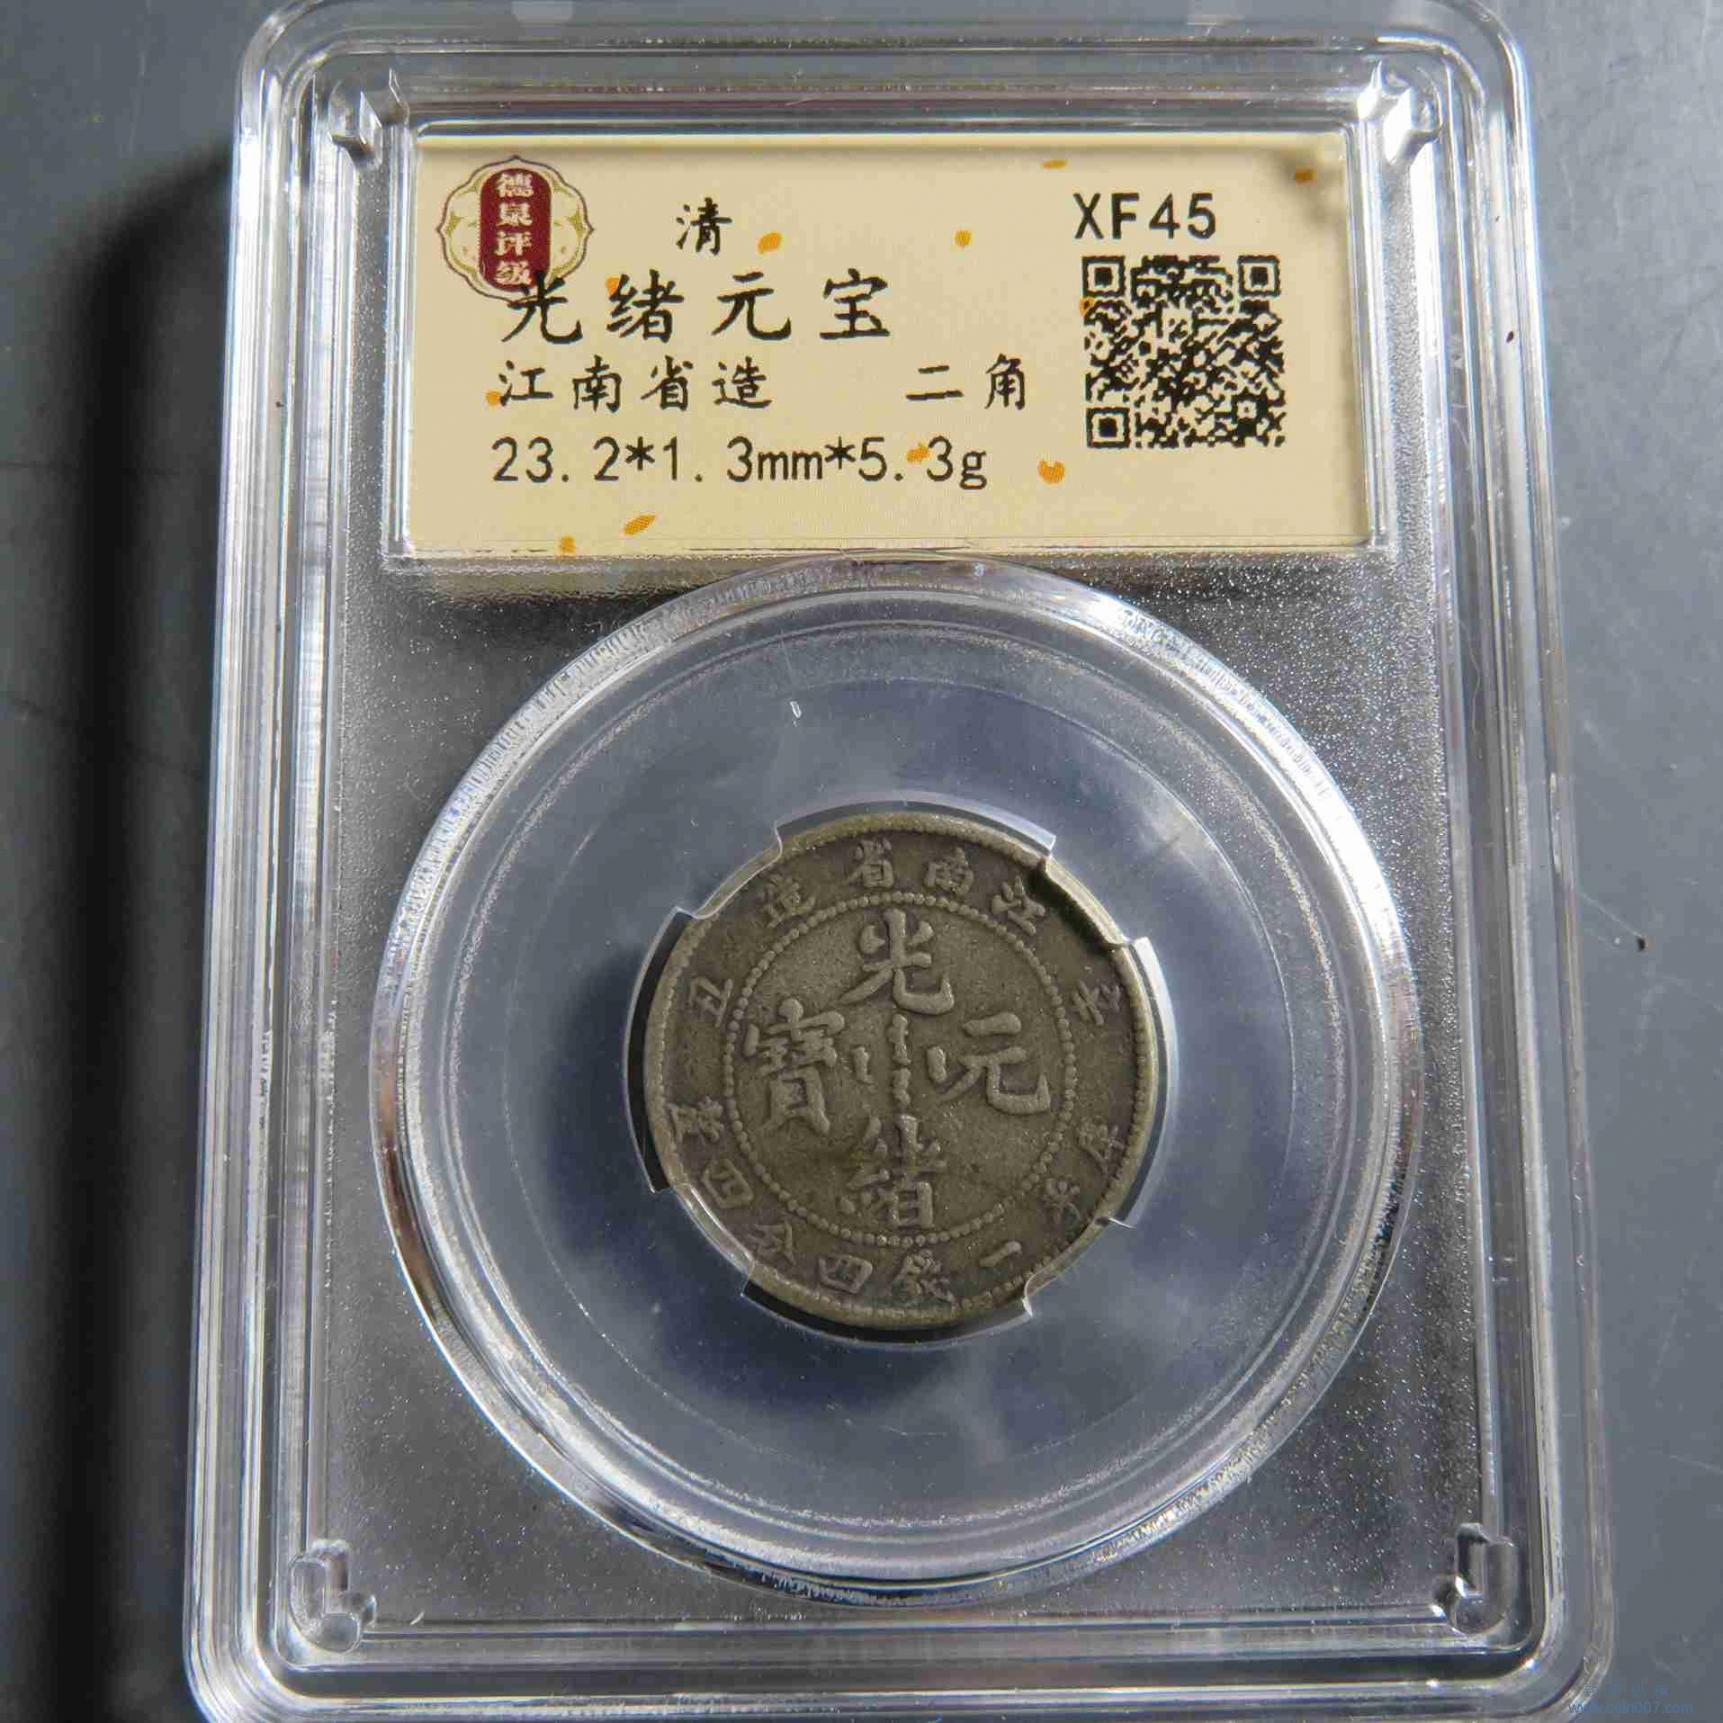 德泉评级
清
XF45
光绪元宝
江南省造 二角
23.2*1.3mm*5.3g
造省南江
辛丑
光緒元寶
庫平一錢四分四釐